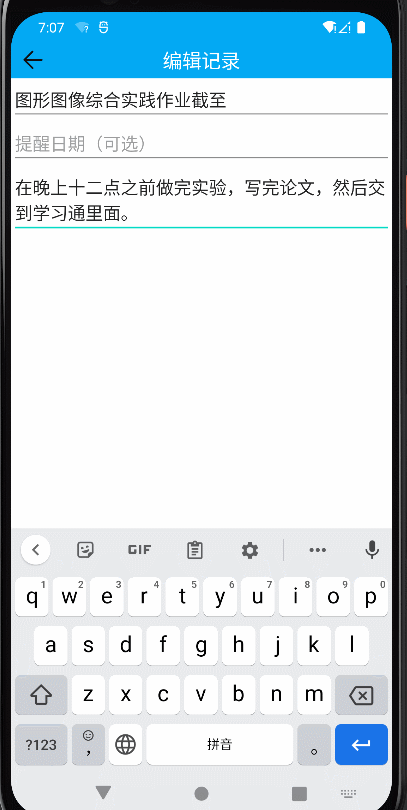 7:07
编辑记录
图形图像综合实践作业截至
提醒日期（可选）
在晚上十二点之前做完实验，写完论文，然后交
到学习通里面。
GIF
1 2 3 4 5 6 7 8 9 0
q w e r t y u i o p
a s d f g h j k l
z x c v b n m
?123 , 拼音 。